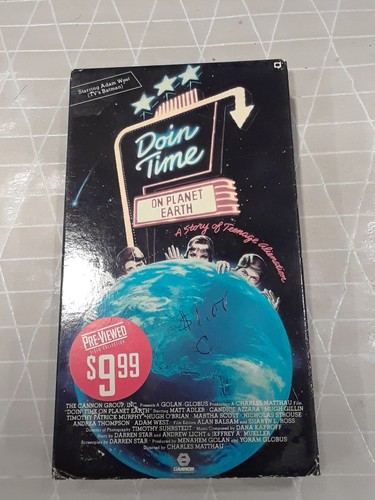 Starring Adam West
(TV's Batman)
Doin
Time
ON PLANET
EARTH
A Story of Teenage Alienation
$1.00
C
PRE-VIEWED
VIDEO COLLECTION
$9.99
THE CANNON GROUP, INC. Presents A GOLAN-GLOBUS Production A CHARLES MATTHAU Film
"DOIN' TIME ON PLANET EARTH" Starring MATT ADLER · CANDICE AZZARA · HUGH GILLIN
TIMOTHY PATRICK MURPHY · HUGH O'BRIAN · MARTHA SCOTT · NICHOLAS STROUSE
ANDREA THOMPSON · ADAM WEST · Film Editors ALAN BALSAM and SHARYN L. ROSS
Director of Photography TIMOTHY SUHRSTEDT · Music Composed by DANA KAPROFF
Story by DARREN STAR and ANDREW LICHT & JEFFREY A. MUELLER
Screenplay by DARREN STAR · Produced by MENAHEM GOLAN and YORAM GLOBUS
Directed by CHARLES MATTHAU
CANNON